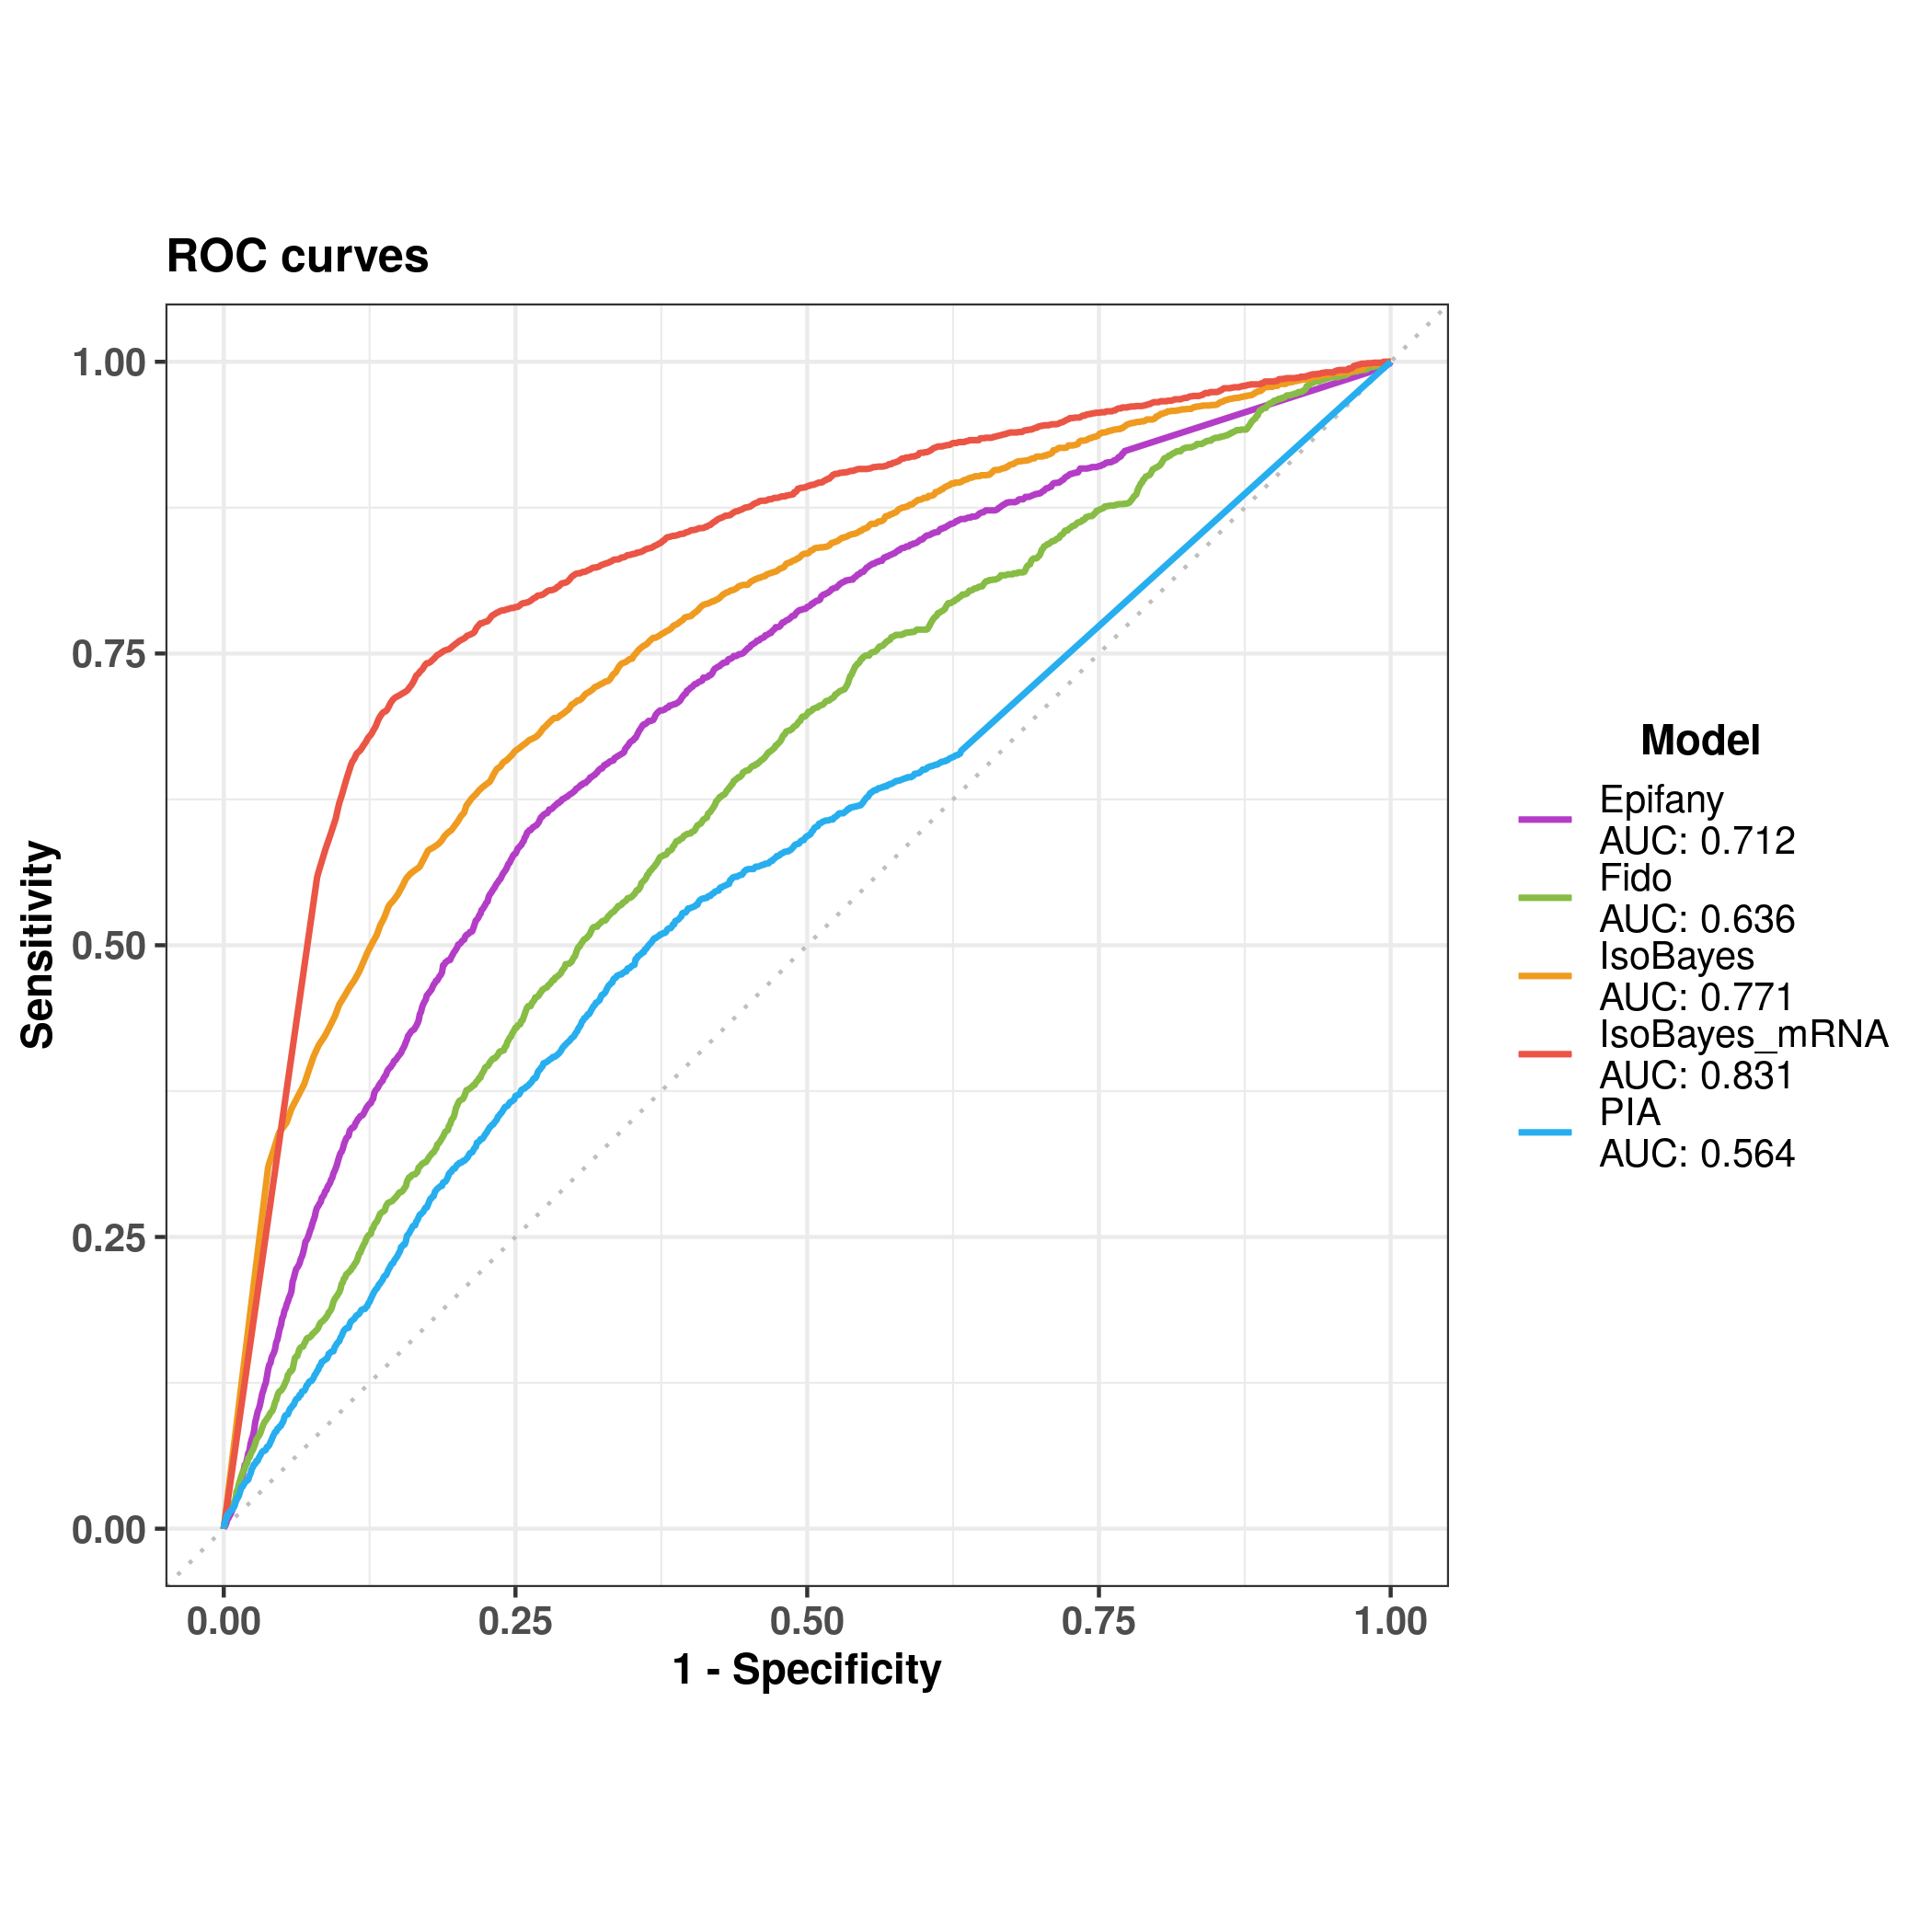 ROC curves
1.00
0.75
0.50
0.25
0.00
Sensitivity
0.00 0.25 0.50 0.75 1.00
1 - Specificity
Model
Epifany
AUC: 0.712
Fido
AUC: 0.636
IsoBayes
AUC: 0.771
IsoBayes_mRNA
AUC: 0.831
PIA
AUC: 0.564